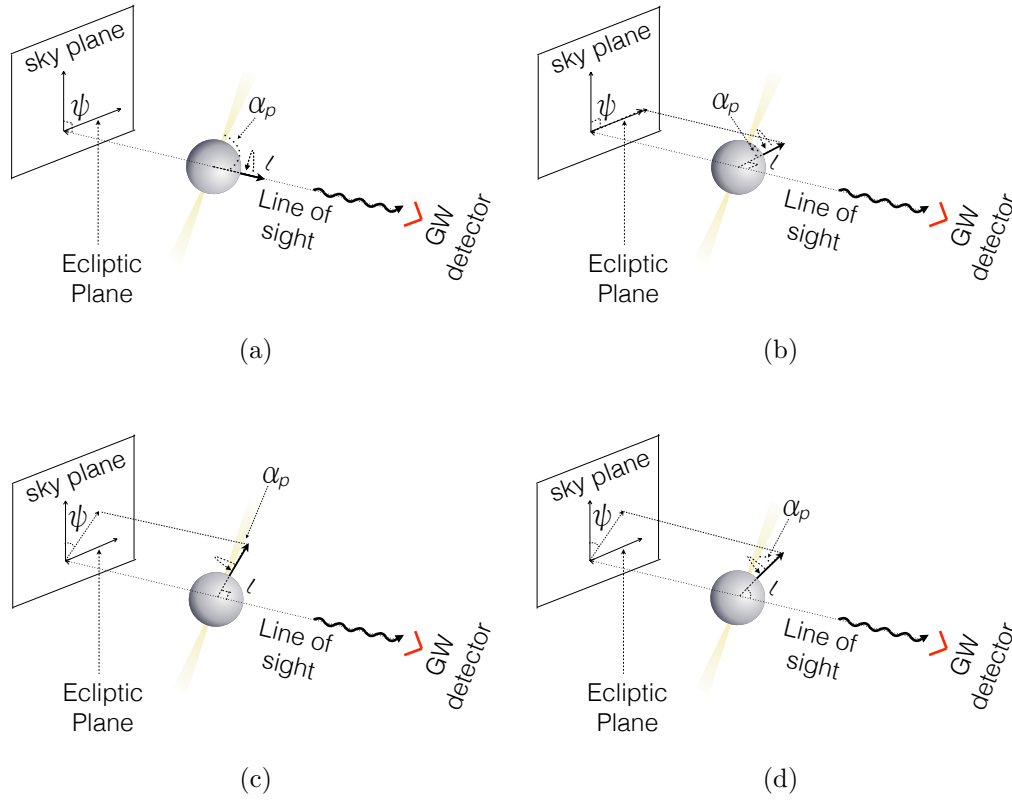 sky plane
ψ
α_p
ι
Line of
sight
GW
detector
Ecliptic
Plane
(a)
sky plane
ψ
α_p
ι
Line of
sight
GW
detector
Ecliptic
Plane
(b)
sky plane
ψ
α_p
ι
Line of
sight
GW
detector
Ecliptic
Plane
(c)
sky plane
ψ
α_p
ι
Line of
sight
GW
detector
Ecliptic
Plane
(d)